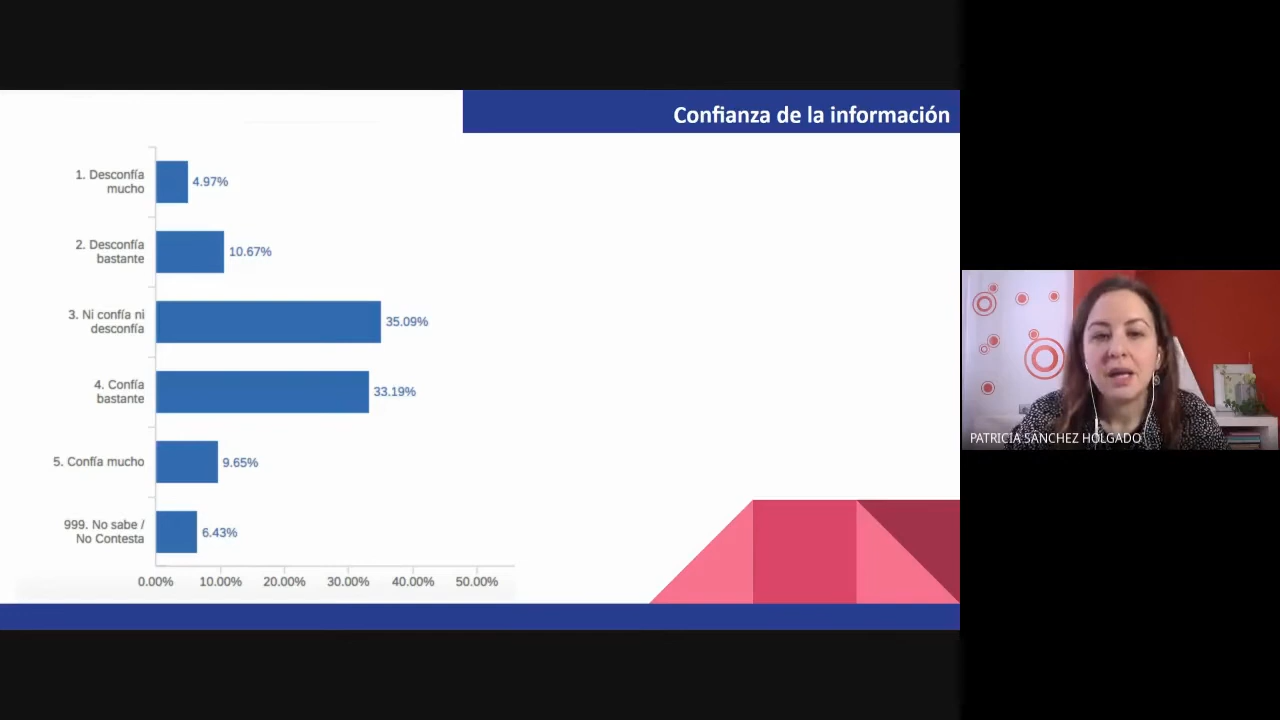 Confianza de la información
1. Desconfía
mucho
4.97%
2. Desconfía
bastante
10.67%
3. Ni confía ni
desconfía
35.09%
4. Confía
bastante
33.19%
5. Confía mucho
9.65%
999. No sabe /
No Contesta
6.43%
0.00% 10.00% 20.00% 30.00% 40.00% 50.00%
PATRICIA SANCHEZ HOLGADO